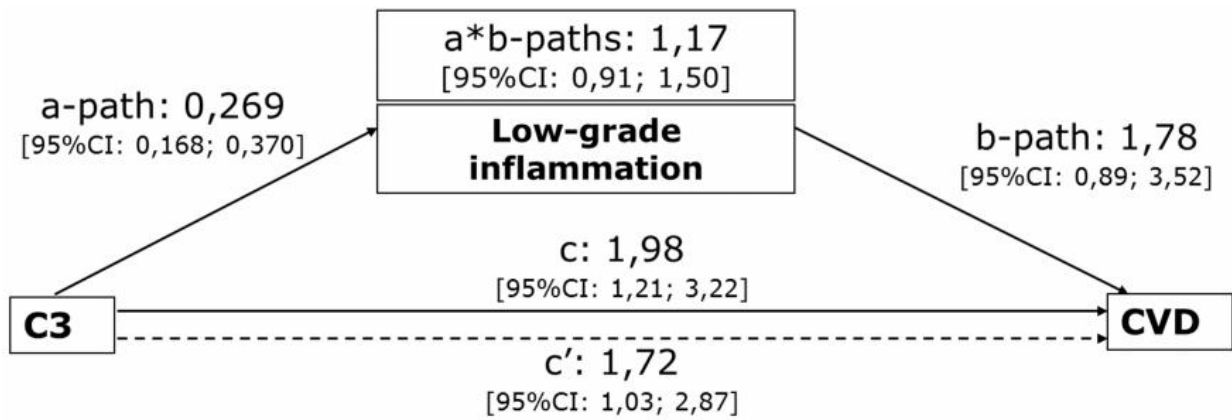 a*b-paths: 1,17
[95%CI: 0,91; 1,50]
a-path: 0,269
[95%CI: 0,168; 0,370]
Low-grade
inflammation
b-path: 1,78
[95%CI: 0,89; 3,52]
c: 1,98
[95%CI: 1,21; 3,22]
C3
CVD
c’: 1,72
[95%CI: 1,03; 2,87]